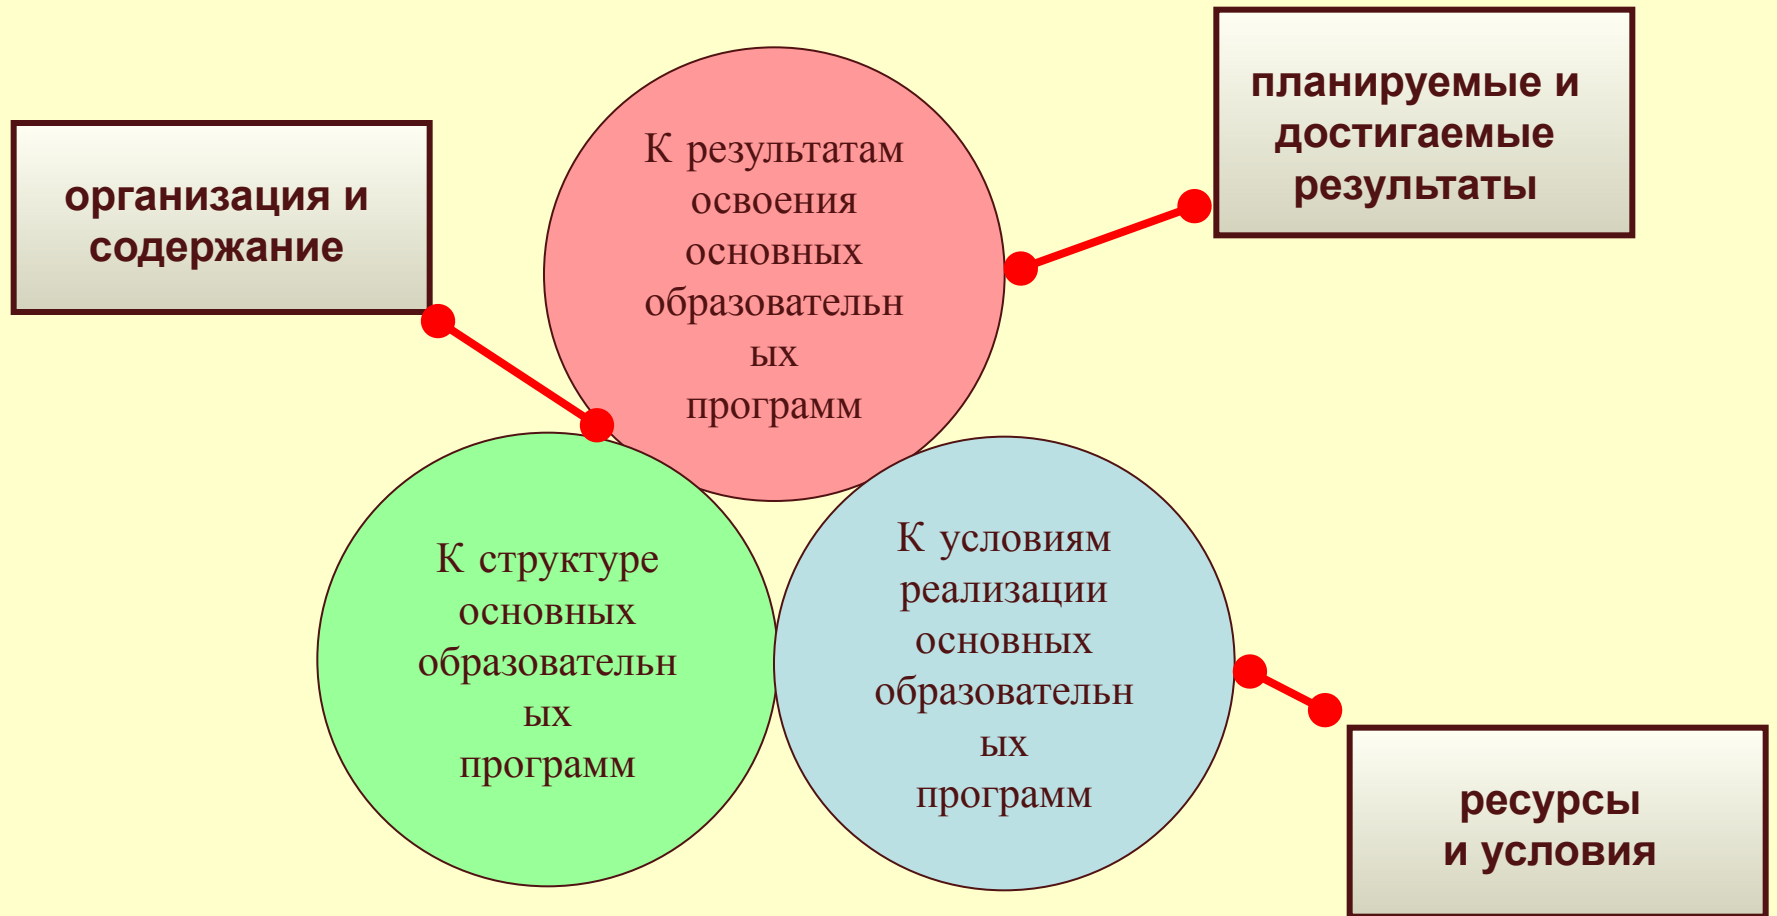 организация и
содержание
К результатам
освоения
основных
образовательн
ых
программ
планируемые и
достигаемые
результаты
К структуре
основных
образовательн
ых
программ
К условиям
реализации
основных
образовательн
ых
программ
ресурсы
и условия